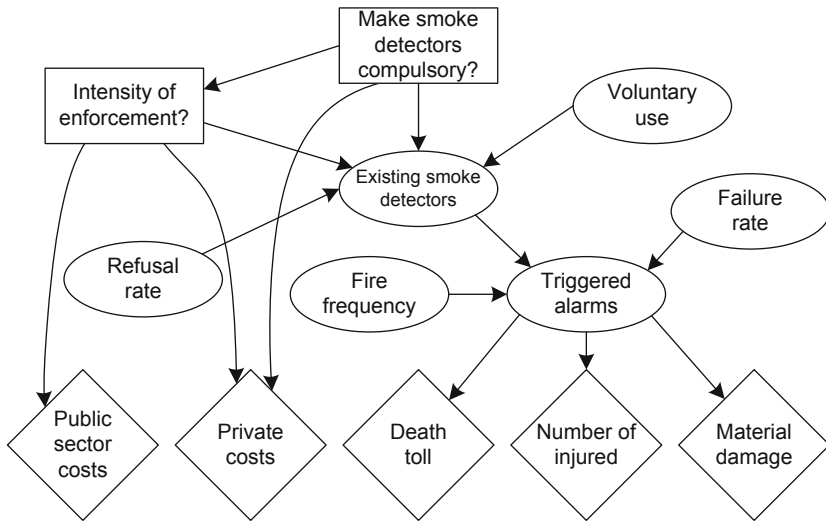 Make smoke
detectors
compulsory?
Intensity of
enforcement?
Voluntary
use
Existing smoke
detectors
Failure
rate
Refusal
rate
Fire
frequency
Triggered
alarms
Public
sector
costs
Private
costs
Death
toll
Number of
injured
Material
damage